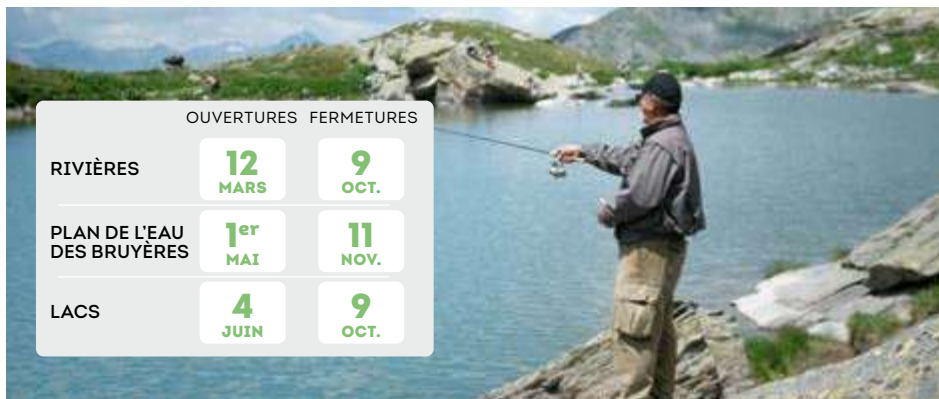 OUVERTURES FERMETURES
RIVIÈRES 12 MARS 9 OCT.
PLAN DE L'EAU DES BRUYÈRES 1er MAI 11 NOV.
LACS 4 JUIN 9 OCT.